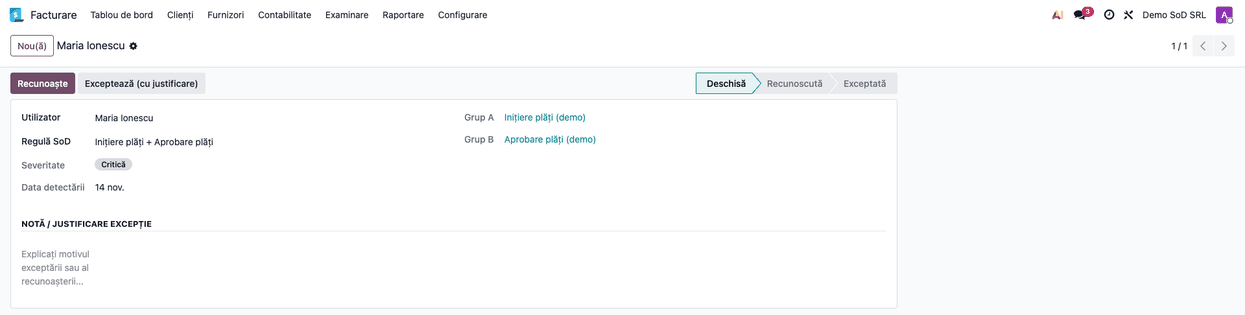 Facturare Tablou de bord Clienți Furnizori Contabilitate Examinare Raportare Configurare AI 3 Demo SoD SRL A
Nou(ă) Maria Ionescu 1 / 1
Recunoaște Exceptează (cu justificare) Deschisă Recunoscută Exceptată
Utilizator Maria Ionescu Grup A Inițiere plăți (demo)
Regulă SoD Inițiere plăți + Aprobare plăți Grup B Aprobare plăți (demo)
Severitate Critică
Data detectării 14 nov.
NOTĂ / JUSTIFICARE EXCEPȚIE
Explicați motivul
exceptării sau al
recunoașterii...